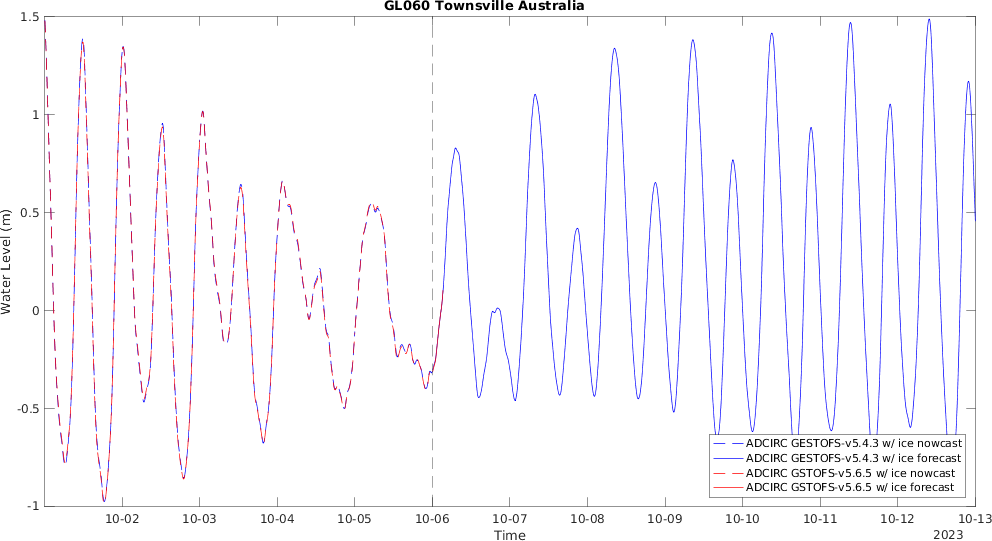 GL060 Townsville Australia
Water Level (m)
1.5
1
0.5
0
-0.5
-1
ADCIRC GESTOFS-v5.4.3 w/ ice nowcast
ADCIRC GESTOFS-v5.4.3 w/ ice forecast
ADCIRC GSTOFS-v5.6.5 w/ ice nowcast
ADCIRC GSTOFS-v5.6.5 w/ ice forecast
10-02 10-03 10-04 10-05 10-06 10-07 10-08 10-09 10-10 10-11 10-12 10-13
Time
2023